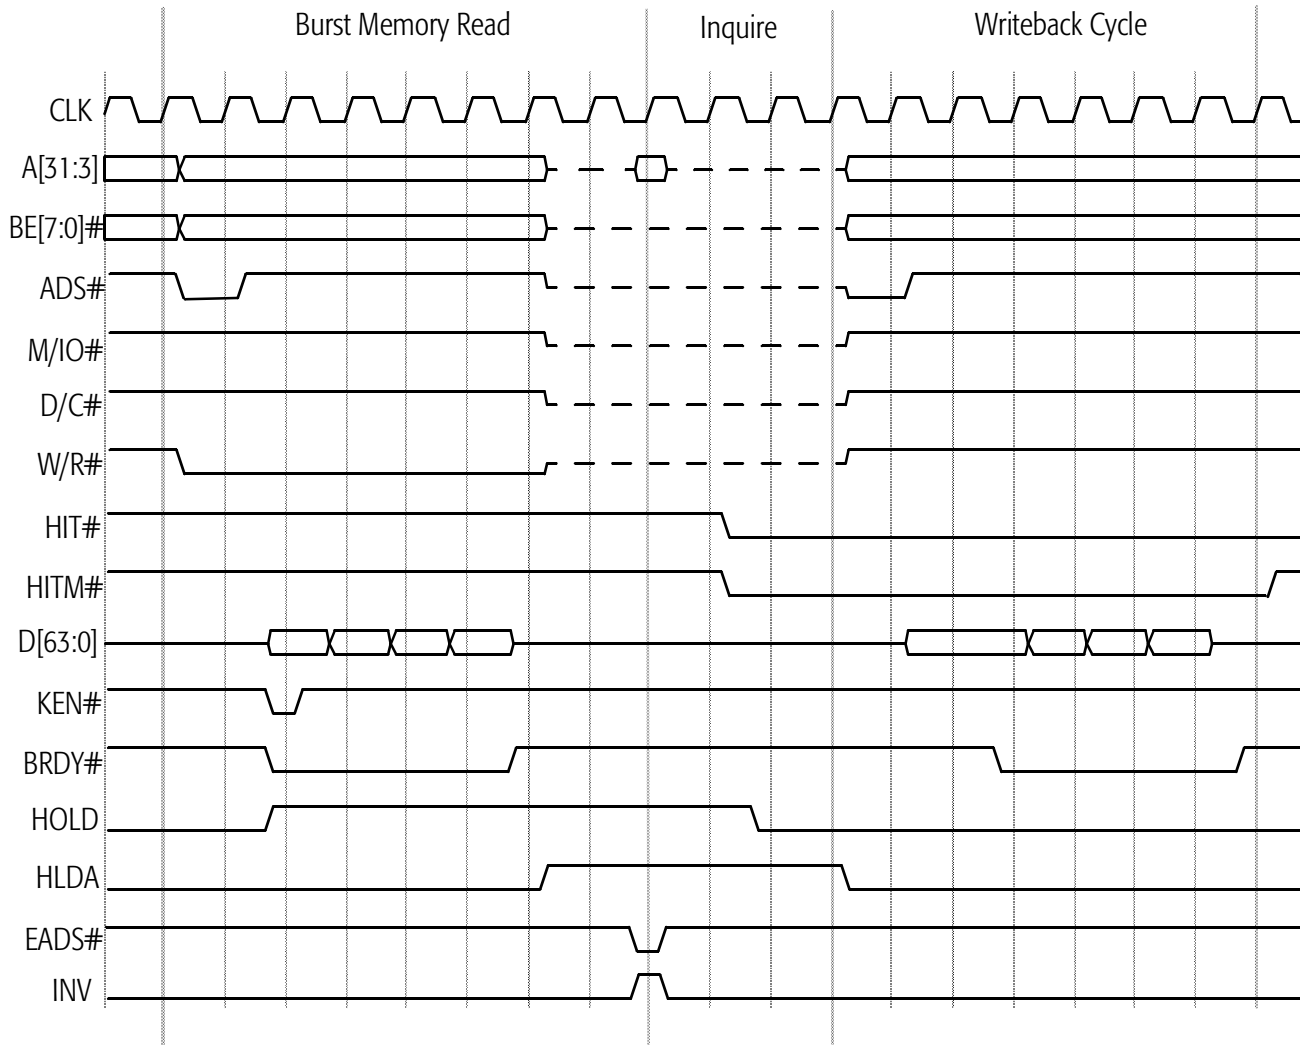 Burst Memory Read
Inquire
Writeback Cycle
CLK
A[31:3]
BE[7:0]#
ADS#
M/IO#
D/C#
W/R#
HIT#
HITM#
D[63:0]
KEN#
BRDY#
HOLD
HLDA
EADS#
INV